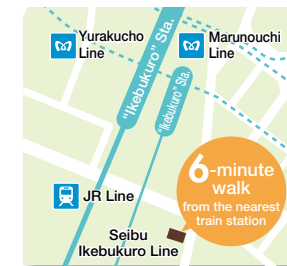 Yurakucho
Line
Marunouchi
Line
"Ikebukuro" Sta.
"Ikebukuro" Sta.
6-minute
walk
from the nearest
train station
JR Line
Seibu
Ikebukuro Line